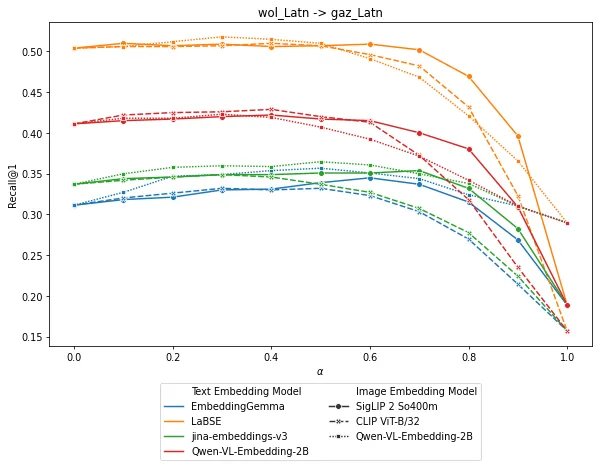 wol_Latn -> gaz_Latn
Recall@1
0.50
0.45
0.40
0.35
0.30
0.25
0.20
0.15
0.0
0.2
0.4
0.6
0.8
1.0
α
Text Embedding Model
EmbeddingGemma
LaBSE
jina-embeddings-v3
Qwen-VL-Embedding-2B
Image Embedding Model
SigLIP 2 So400m
CLIP ViT-B/32
Qwen-VL-Embedding-2B